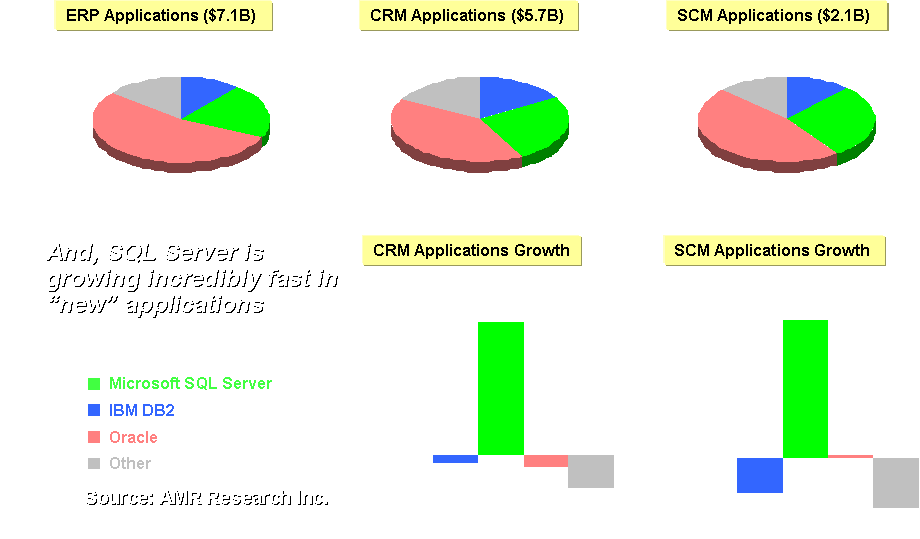 ERP Applications ($7.1B)
CRM Applications ($5.7B)
SCM Applications ($2.1B)
And, SQL Server is
growing incredibly fast in
“new” applications
CRM Applications Growth
SCM Applications Growth
Microsoft SQL Server
IBM DB2
Oracle
Other
Source: AMR Research Inc.